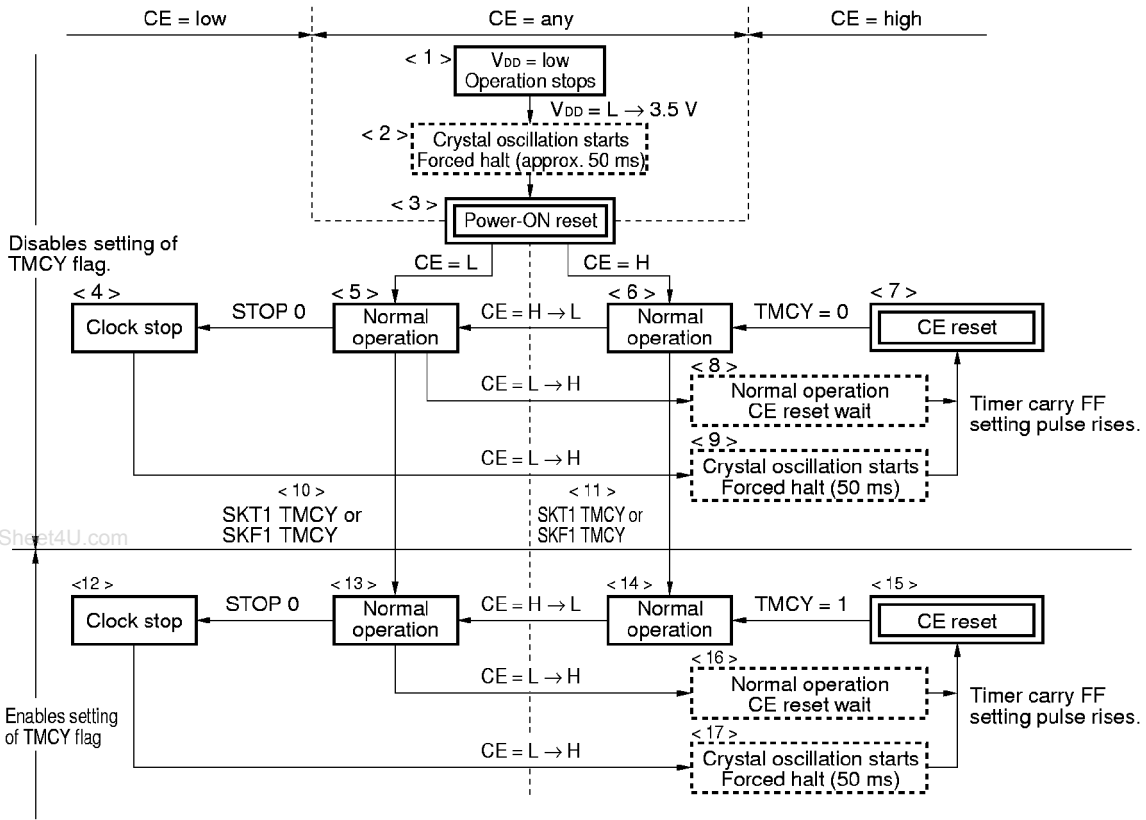 CE = low
CE = any
CE = high
< 1 >
VDD = low
Operation stops
VDD = L → 3.5 V
< 2 >
Crystal oscillation starts
Forced halt (approx. 50 ms)
< 3 >
Power-ON reset
Disables setting of
TMCY flag.
CE = L
CE = H
< 4 >
Clock stop
STOP 0
< 5 >
Normal
operation
CE = H → L
< 6 >
Normal
operation
TMCY = 0
< 7 >
CE reset
CE = L → H
< 8 >
Normal operation
CE reset wait
Timer carry FF
setting pulse rises.
CE = L → H
< 9 >
Crystal oscillation starts
Forced halt (50 ms)
< 10 >
SKT1 TMCY or
SKF1 TMCY
< 11 >
SKT1 TMCY or
SKF1 TMCY
Sheet4U.com
<12>
Clock stop
STOP 0
< 13 >
Normal
operation
CE = H → L
< 14 >
Normal
operation
TMCY = 1
< 15 >
CE reset
CE = L → H
< 16 >
Normal operation
CE reset wait
Timer carry FF
setting pulse rises.
Enables setting
of TMCY flag
CE = L → H
< 17 >
Crystal oscillation starts
Forced halt (50 ms)